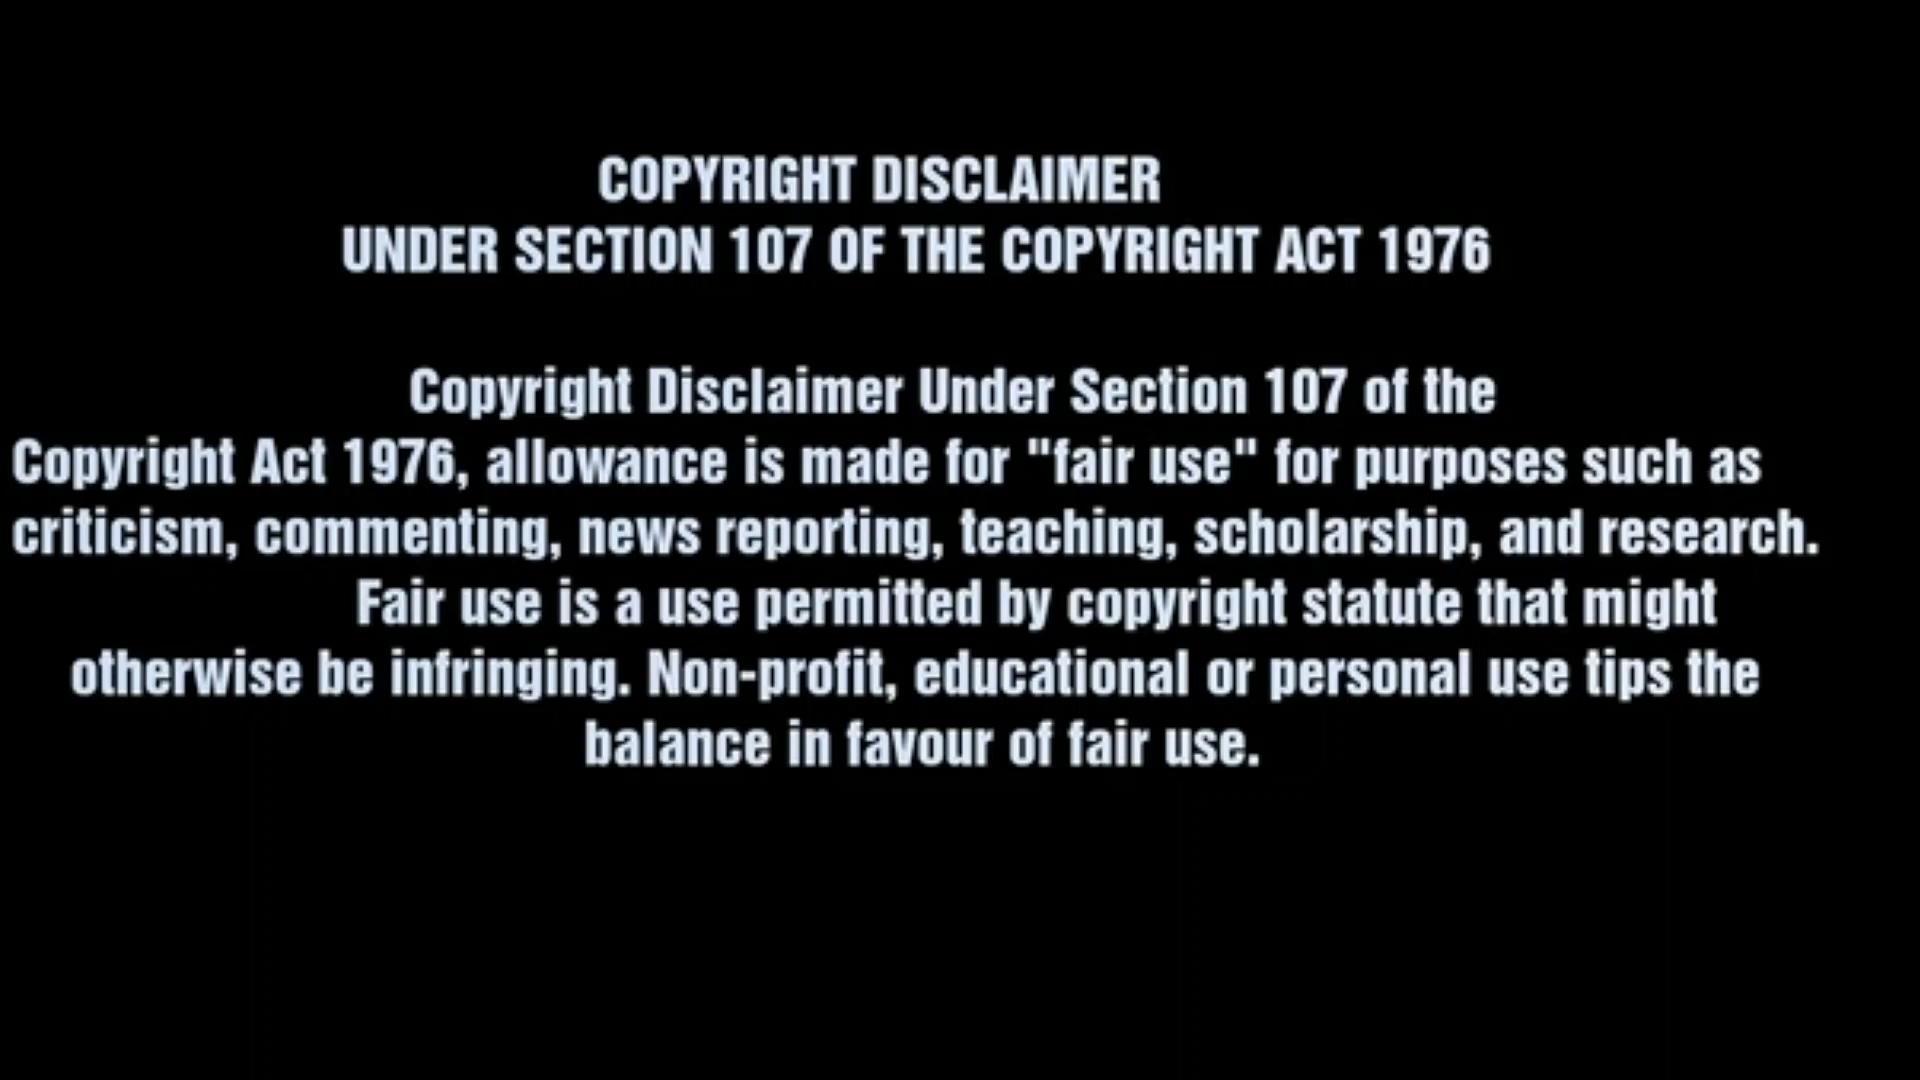 COPYRIGHT DISCLAIMER
UNDER SECTION 107 OF THE COPYRIGHT ACT 1976
Copyright Disclaimer Under Section 107 of the
Copyright Act 1976, allowance is made for "fair use" for purposes such as
criticism, commenting, news reporting, teaching, scholarship, and research.
Fair use is a use permitted by copyright statute that might
otherwise be infringing. Non-profit, educational or personal use tips the
balance in favour of fair use.